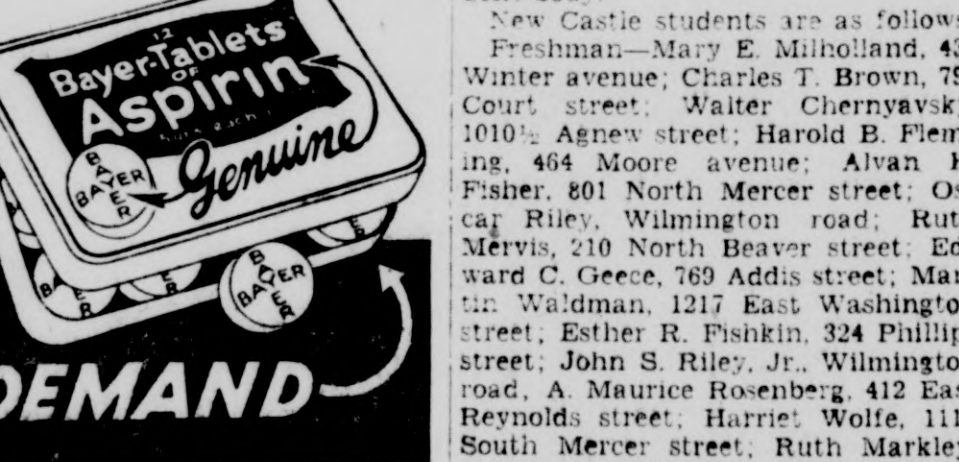 12
Bayer-Tablets
OF
Aspirin
Genuine
BAYER
BAYER
BAYER
BAYER
DEMAND
New Castle students are as follows
Freshman—Mary E. Milholland, 43
Winter avenue; Charles T. Brown, 79
Court street; Walter Chernyavsk
1010½ Agnew street; Harold B. Flem
ing, 464 Moore avenue; Alvan H
Fisher, 801 North Mercer street; Os
car Riley, Wilmington road; Rut
Mervis, 210 North Beaver street; Ed
ward C. Geece, 769 Addis street; Mar
tin Waldman, 1217 East Washingto
street; Esther R. Fishkin, 324 Phillip
street; John S. Riley, Jr., Wilmingto
road, A. Maurice Rosenberg, 412 Eas
Reynolds street; Harriet Wolfe, 111
South Mercer street; Ruth Markley